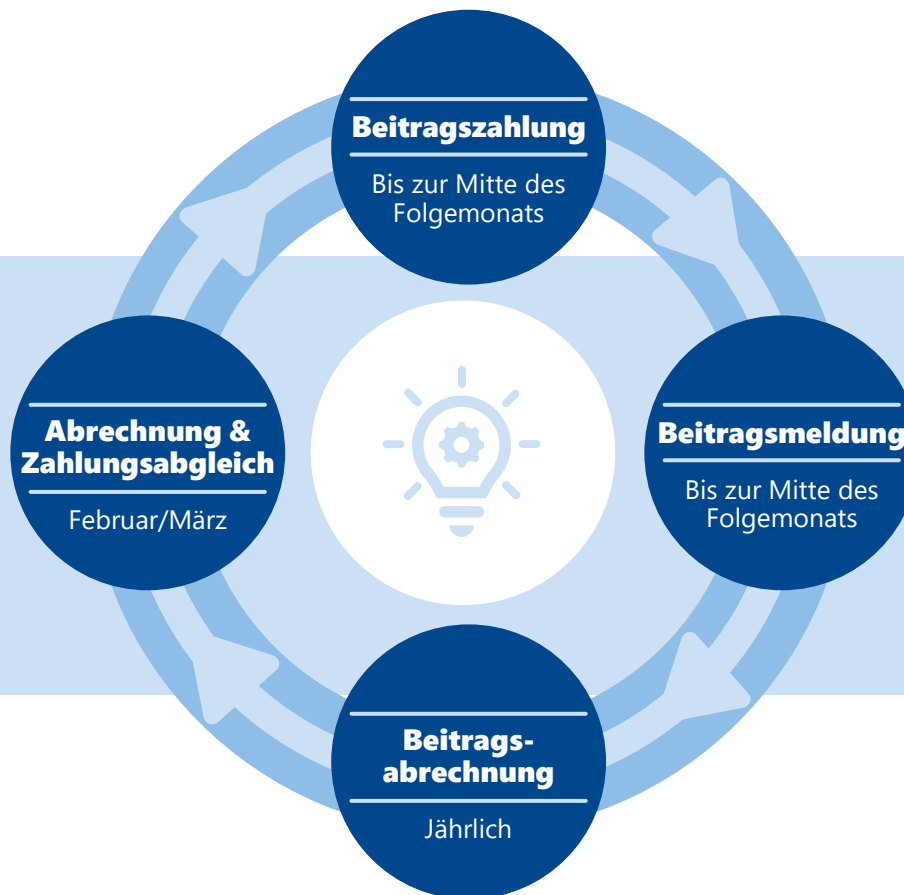 Beitragszahlung
Bis zur Mitte des
Folgemonats
Abrechnung &
Zahlungsabgleich
Februar/März
Beitragsmeldung
Bis zur Mitte des
Folgemonats
Beitrags-
abrechnung
Jährlich